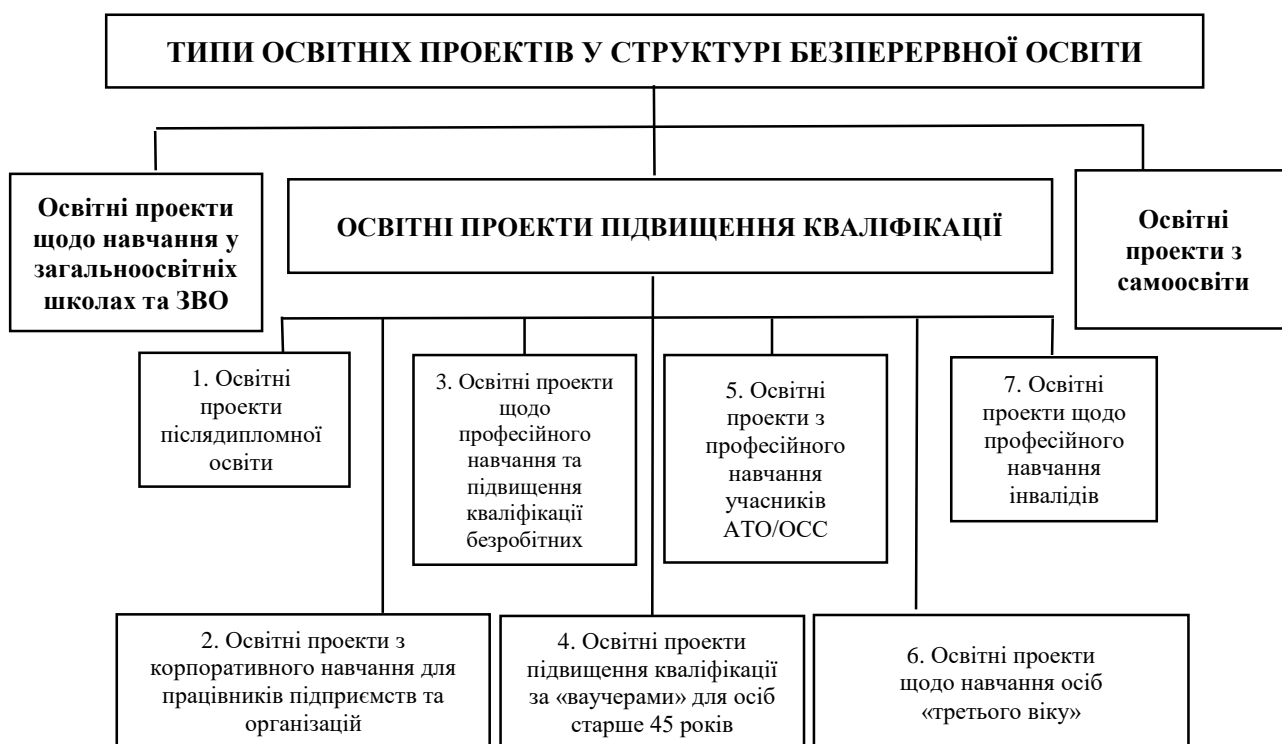 ТИПИ ОСВІТНІХ ПРОЕКТІВ У СТРУКТУРІ БЕЗПЕРЕРВНОЇ ОСВІТИ
Освітні проекти
щодо навчання у
загальноосвітніх
школах та ЗВО
ОСВІТНІ ПРОЕКТИ ПІДВИЩЕННЯ КВАЛІФІКАЦІЇ
Освітні
проекти з
самоосвіти
1. Освітні
проекти
післядипломної
освіти
3. Освітні проекти
щодо
професійного
навчання та
підвищення
кваліфікації
безробітних
5. Освітні
проекти з
професійного
навчання
учасників
АТО/ОСС
7. Освітні
проекти щодо
професійного
навчання
інвалідів
2. Освітні проекти з
корпоративного навчання для
працівників підприємств та
організацій
4. Освітні проекти
підвищення кваліфікації
за «ваучерами» для осіб
старше 45 років
6. Освітні проекти
щодо навчання осіб
«третього віку»